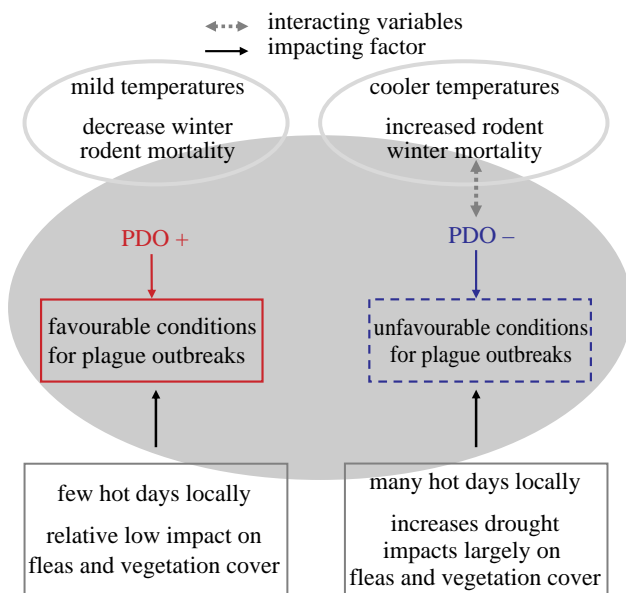 interacting variables
impacting factor
mild temperatures
decrease winter
rodent mortality
cooler temperatures
increased rodent
winter mortality
PDO +
PDO –
favourable conditions
for plague outbreaks
unfavourable conditions
for plague outbreaks
few hot days locally
relative low impact on
fleas and vegetation cover
many hot days locally
increases drought
impacts largely on
fleas and vegetation cover